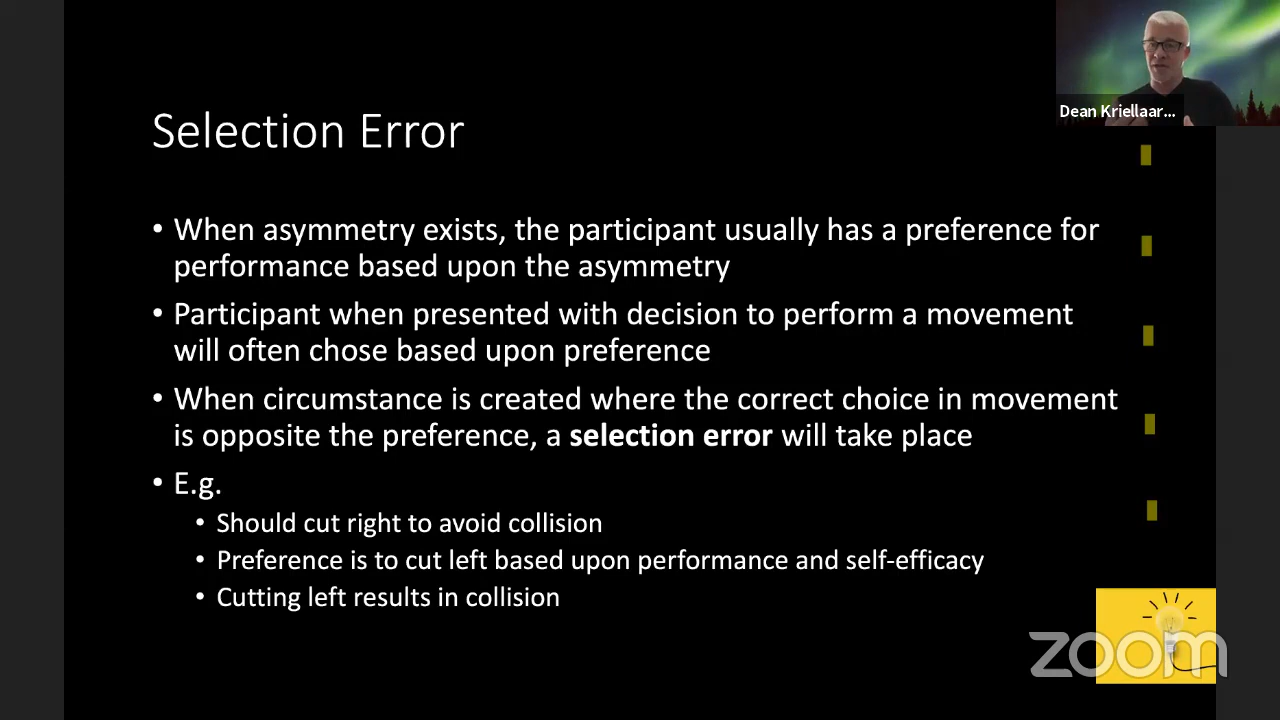 Dean Kriellaar...
Selection Error
• When asymmetry exists, the participant usually has a preference for
performance based upon the asymmetry
• Participant when presented with decision to perform a movement
will often chose based upon preference
• When circumstance is created where the correct choice in movement
is opposite the preference, a selection error will take place
• E.g.
• Should cut right to avoid collision
• Preference is to cut left based upon performance and self-efficacy
• Cutting left results in collision
zoom